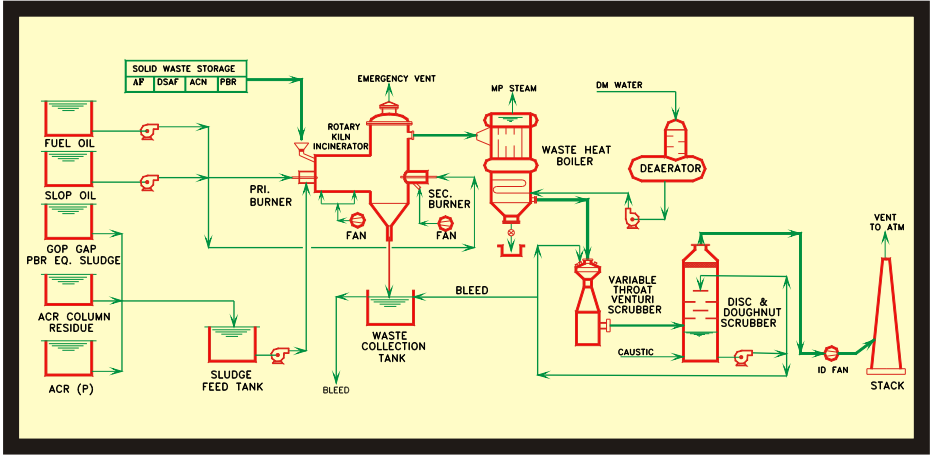 SOLID WASTE STORAGE
AF DSAF ACN PBR
EMERGENCY VENT
MP STEAM
DM WATER
FUEL OIL
ROTARY
KILN
INCINERATOR
WASTE HEAT
BOILER
DEAERATOR
SLOP OIL
PRI.
BURNER
SEC.
BURNER
FAN
FAN
VENT
TO ATM
GOP GAP
PBR EQ. SLUDGE
ACR COLUMN
RESIDUE
BLEED
VARIABLE
THROAT
VENTURI
SCRUBBER
DISC &
DOUGHNUT
SCRUBBER
WASTE
COLLECTION
TANK
CAUSTIC
SLUDGE
FEED TANK
ID FAN
STACK
ACR (P)
BLEED